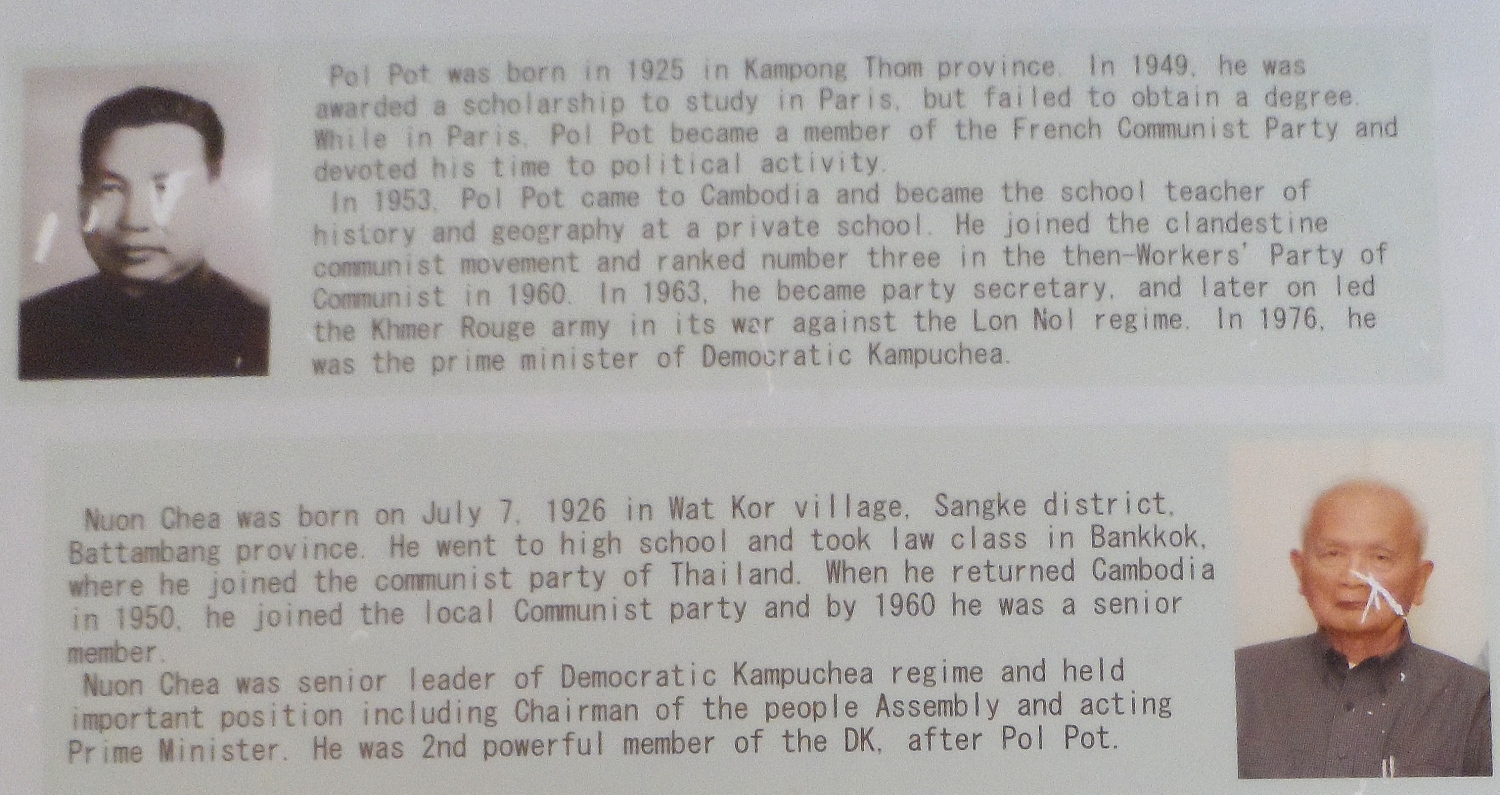 Pol Pot was born in 1925 in Kampong Thom province. In 1949, he was
awarded a scholarship to study in Paris, but failed to obtain a degree.
While in Paris, Pol Pot became a member of the French Communist Party and
devoted his time to political activity.
In 1953, Pol Pot came to Cambodia and became the school teacher of
history and geography at a private school. He joined the clandestine
communist movement and ranked number three in the then-Workers' Party of
Communist in 1960. In 1963, he became party secretary, and later on led
the Khmer Rouge army in its war against the Lon Nol regime. In 1976, he
was the prime minister of Democratic Kampuchea.
Nuon Chea was born on July 7, 1926 in Wat Kor village, Sangke district,
Battambang province. He went to high school and took law class in Bankkok,
where he joined the communist party of Thailand. When he returned Cambodia
in 1950, he joined the local Communist party and by 1960 he was a senior
member.
Nuon Chea was senior leader of Democratic Kampuchea regime and held
important position including Chairman of the people Assembly and acting
Prime Minister. He was 2nd powerful member of the DK, after Pol Pot.